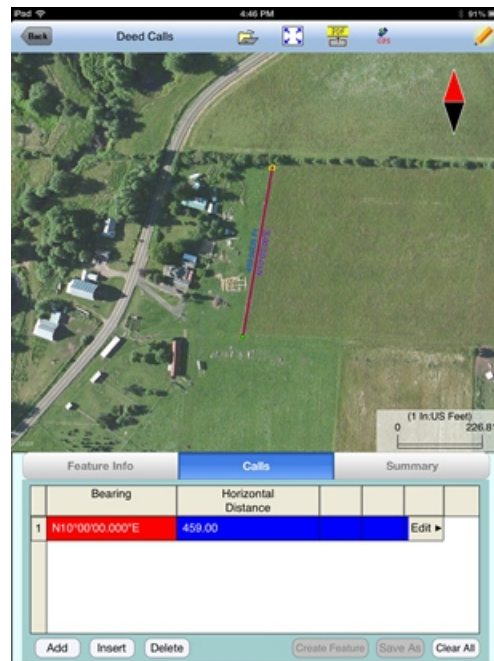 iPad
4:46 PM
91%
Back
Deed Calls
PDF
GPS
(1 In:US Feet)
0 226.81
Feature Info Calls Summary
Bearing Horizontal Distance
1 N10°00'00.000"E 459.00 Edit ►
Add Insert Delete Create Feature Save As Clear All